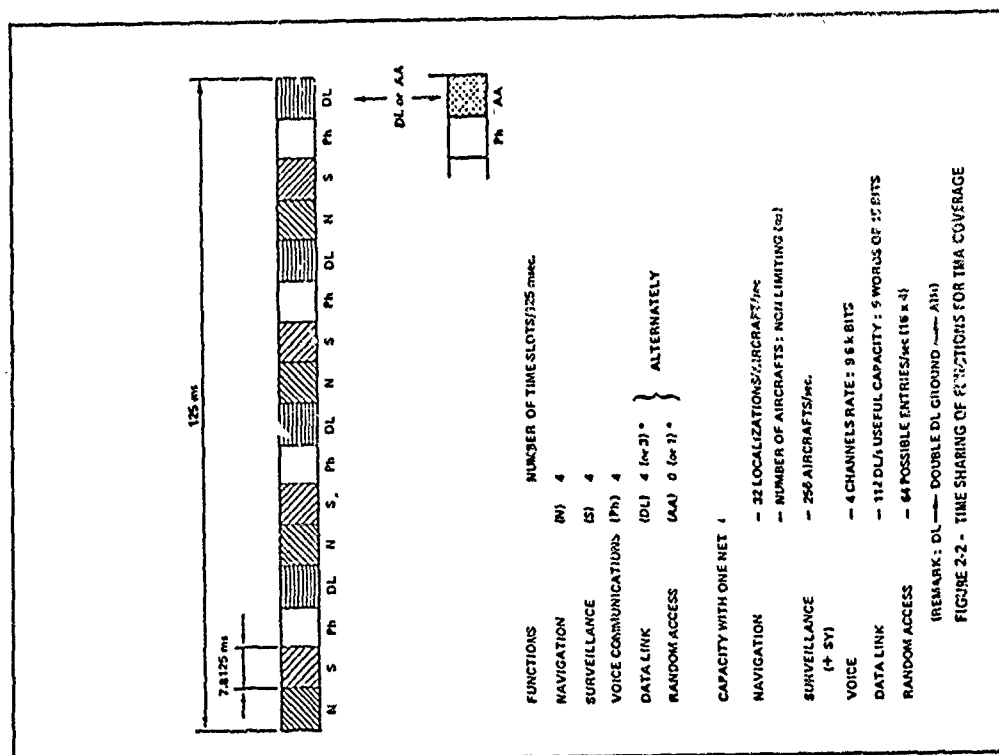 125 ms
7.8125 ms
N S Ph DL N S Ph DL N S Ph DL N S Ph DL
DL or AA
Ph AA
FUNCTIONS NUMBER OF TIME SLOTS/125 msec.
NAVIGATION (N) 4
SURVEILLANCE (S) 4
VOICE COMMUNICATIONS (Ph) 4
DATA LINK (DL) 4 (or 3) *
RANDOM ACCESS (AA) 0 (or 1) *
ALTERNATELY
CAPACITY WITH ONE NET
NAVIGATION – 32 LOCALIZATIONS/AIRCRAFT/sec
– NUMBER OF AIRCRAFTS : NON LIMITING (∞)
SURVEILLANCE – 256 AIRCRAFTS/sec.
(+ SY)
VOICE – 4 CHANNELS RATE : 9 6 k BITS
DATA LINK – 112 DL/s USEFUL CAPACITY : 5 WORDS OF 15 BITS
RANDOM ACCESS – 64 POSSIBLE ENTRIES/sec (16 x 4)
(REMARK : DL DOUBLE DL GROUND AIR)
FIGURE 2-2 – TIME SHARING OF FUNCTIONS FOR TMA COVERAGE